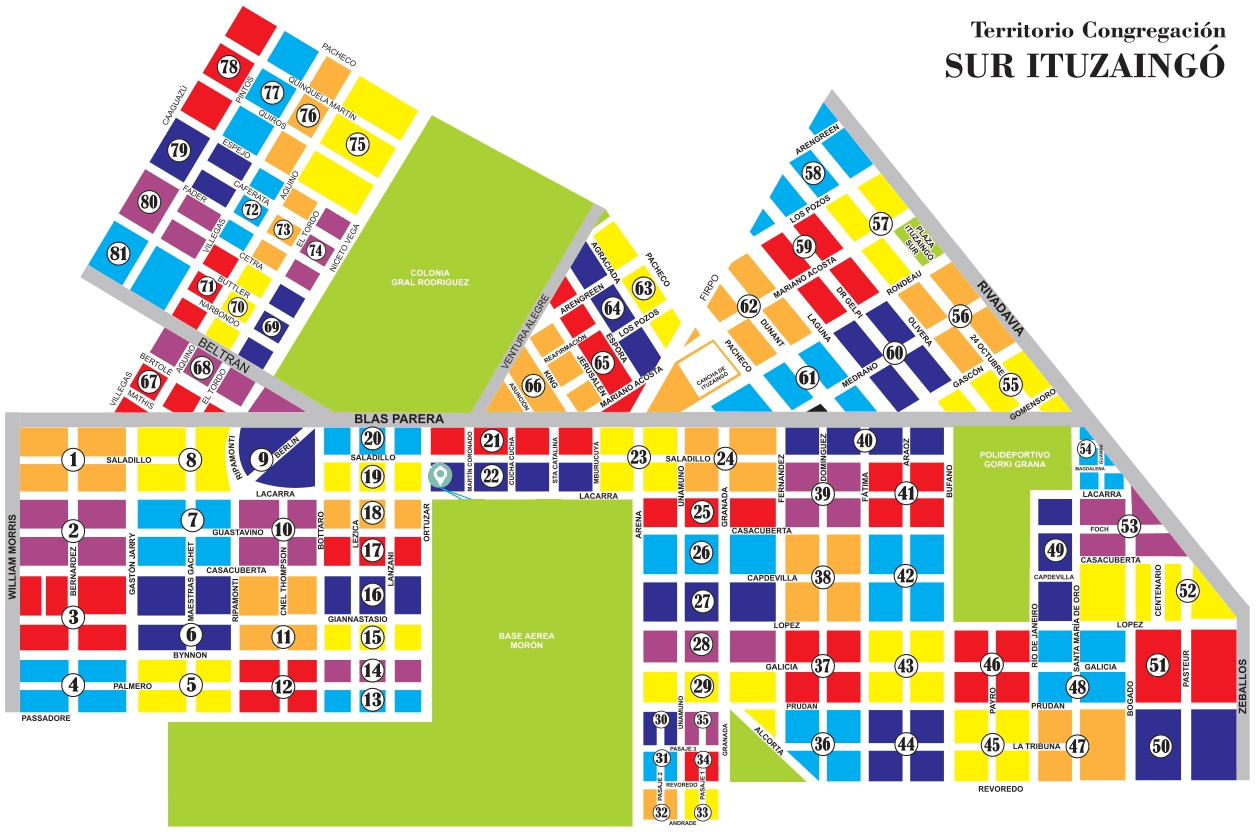 Territorio Congregación
SUR ITUZAINGÓ
PACHECO
78
77
QUINQUELA MARTÍN
PINTOS
CAAGUAZÚ
76
QUIROS
75
79
ESPEJO
FADER
CAFERATA
AQUINO
80
72
VILLEGAS
73
EL TORDO
74
NICETO VEGA
81
CETRA
71
BUTTLER
70
NARBONDO
69
BELTRAN
BERTOLE
AQUINO
68
67
EL TORDO
VILLEGAS
MATHIS
COLONIA
GRAL RODRIGUEZ
VENTURA ALEGRE
AGRACIADA
PACHECO
63
ARENGREEN
64
LOS POZOS
ESPORA
REAFIRMACIÓN
65
JERUSALÉN
KING
66
ASUNCIÓN
MARIANO ACOSTA
CANCHA DE
ITUZAINGÓ
ARENGREEN
58
LOS POZOS
57
PLAZA
ITUZAINGÓ
SUR
59
MARIANO ACOSTA
FIRPO
62
DR GELPI
RONDEAU
RIVADAVIA
56
DUNANT
LAGUNA
OLIVERA
24 OCTUBRE
PACHECO
60
61
MEDRANO
GASCÓN
55
GOMENSORO
BLAS PARERA
WILLIAM MORRIS
1
SALADILLO
8
RIPAMONTI
9
BERLIN
LACARRA
20
SALADILLO
19
MARTÍN CORONADO
21
CUCHA CUCHA
STA CATALINA
MBURUCUYÁ
22
LACARRA
23
SALADILLO
24
UNAMUNO
FERNANDEZ
DOMINGUEZ
40
ARAOZ
39
FÁTIMA
41
BUFANO
POLIDEPORTIVO
GORKI GRANA
54
GUARINÍ
MAGDALENA
LACARRA
2
BERNARDEZ
GASTÓN JARRY
7
GUASTAVINO
MAESTRAS GACHET
CASACUBERTA
10
CNEL THOMPSON
RIPAMONTI
BOTTARO
18
LEZICA
17
LANZANI
ORTUZAR
16
GIANNASTASIO
ARENA
25
GRANADA
CASACUBERTA
26
CAPDEVILLA
38
42
27
LOPEZ
49
CAPDEVILLA
FOCH
53
CASACUBERTA
CENTENARIO
52
LOPEZ
RIO DE JANEIRO
SANTA MARÍA DE ORO
3
6
BYNNON
11
15
BASE AEREA
MORÓN
28
GALICIA
37
43
46
GALICIA
51
PASTEUR
ZEBALLOS
4
PALMERO
5
12
14
13
PASSADORE
29
PRUDAN
PAYRO
48
PRUDAN
BOGADO
30
UNAMUNO
35
GRANADA
PASAJE 3
ALCORTA
36
44
45
LA TRIBUNA
47
50
31
PASAJE 2
34
PASAJE 1
REVOREDO
REVOREDO
32
33
ANDRADE